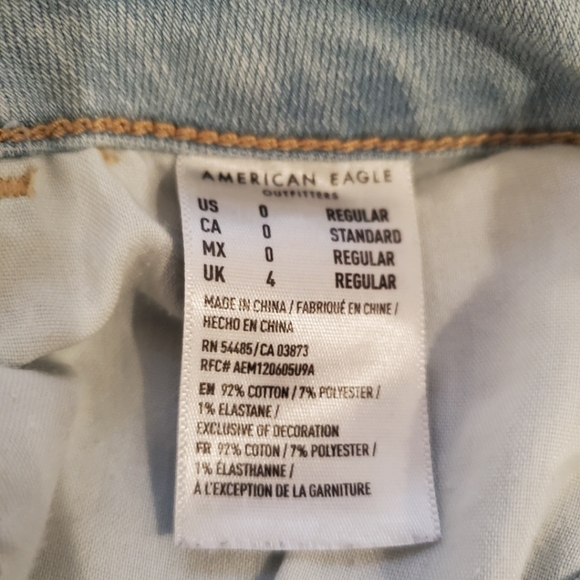 AMERICAN EAGLE
OUTFITTERS
US 0 REGULAR
CA 0 STANDARD
MX 0 REGULAR
UK 4 REGULAR
MADE IN CHINA / FABRIQUÉ EN CHINE /
HECHO EN CHINA
RN 54485/CA 03873
RFC# AEM120605U9A
EN 92% COTTON / 7% POLYESTER /
1% ELASTANE /
EXCLUSIVE OF DECORATION
FR 92% COTON / 7% POLYESTER /
1% ÉLASTHANNE /
À L'EXCEPTION DE LA GARNITURE